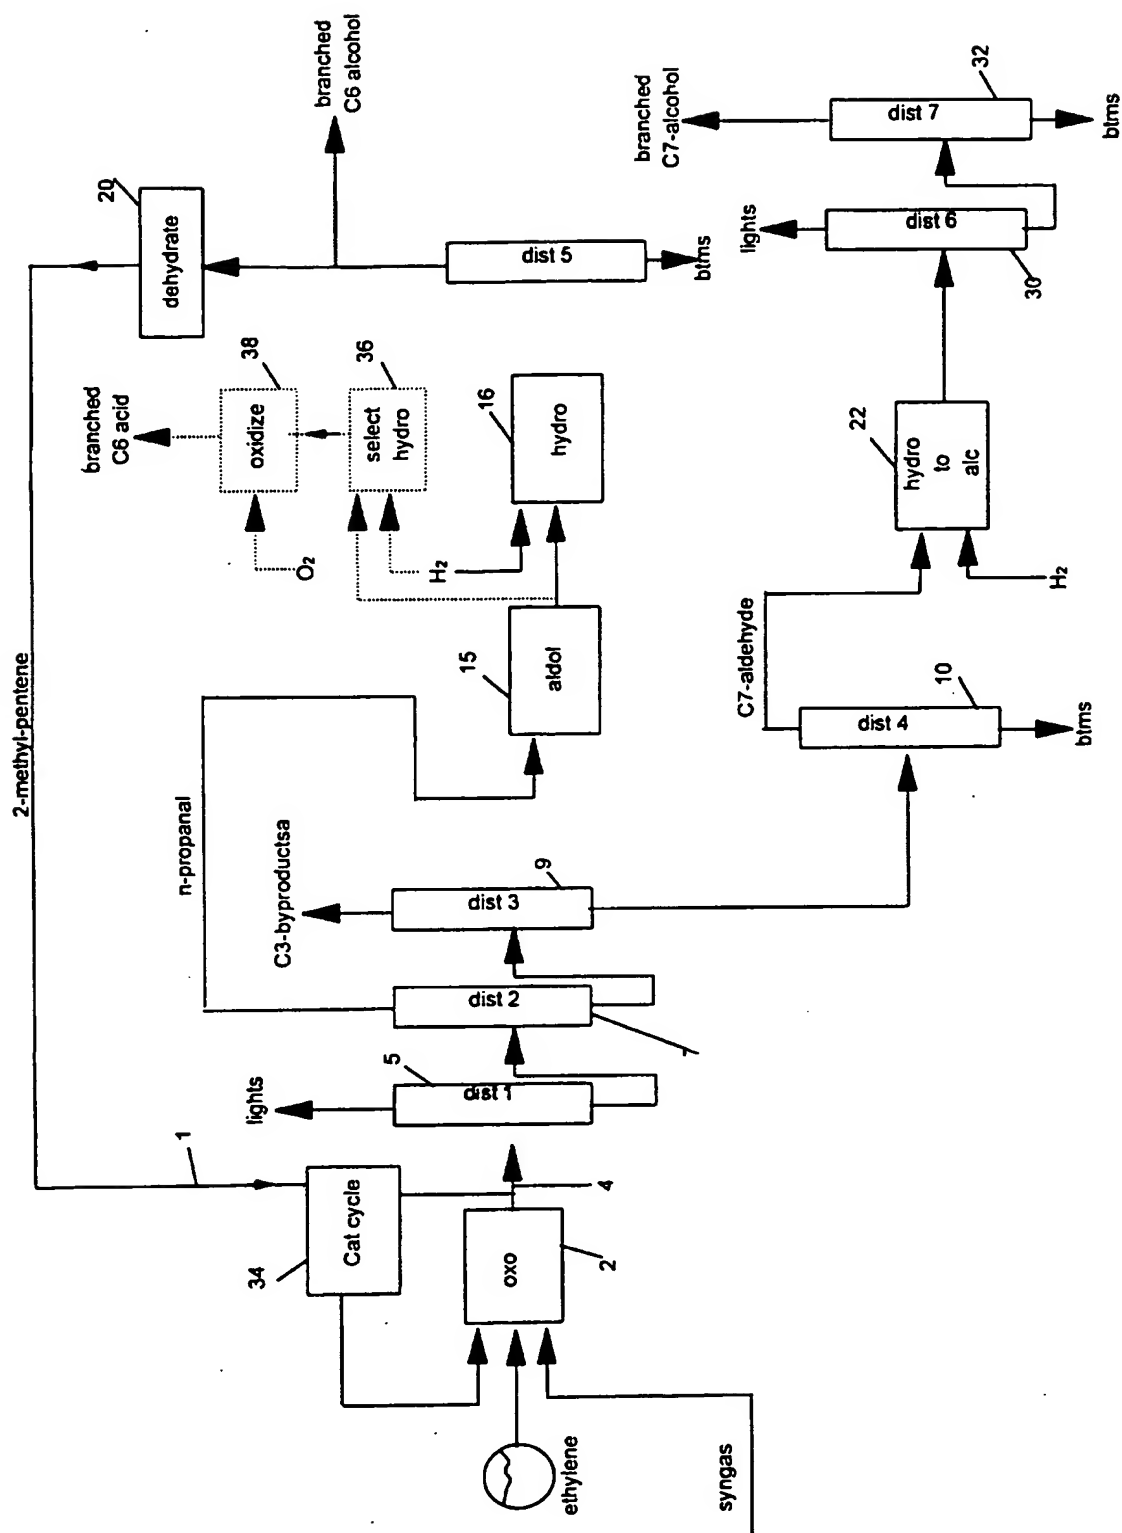 2-methyl-pentene
1
34
Cat cycle
ethylene
syngas
oxo
2
4
lights
5
dist 1
n-propanal
dist 2
7
C3-byproductsa
dist 3
9
15
aldol
H2
16
hydro
select
hydro
36
O2
oxidize
38
branched
C6 acid
dehydrate
20
branched
C6 alcohol
dist 5
btms
C7-aldehyde
dist 4
10
btms
H2
hydro
to
alc
22
lights
dist 6
30
branched
C7-alcohol
dist 7
32
btms